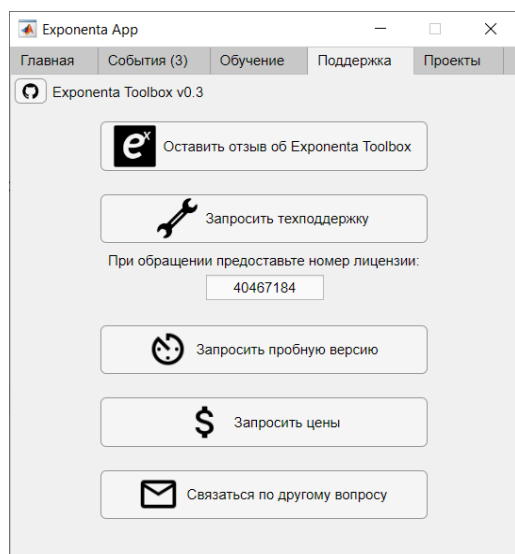 Exponenta App
Главная События (3) Обучение Поддержка Проекты
Exponenta Toolbox v0.3
ex Оставить отзыв об Exponenta Toolbox
Запросить техподдержку
При обращении предоставьте номер лицензии:
40467184
Запросить пробную версию
$ Запросить цены
Связаться по другому вопросу